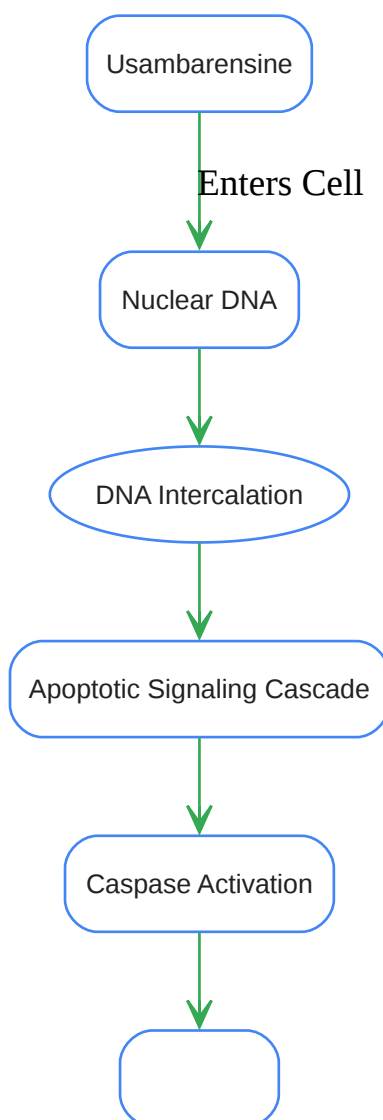 Usambarensine
Enters Cell
Nuclear DNA
DNA Intercalation
Apoptotic Signaling Cascade
Caspase Activation